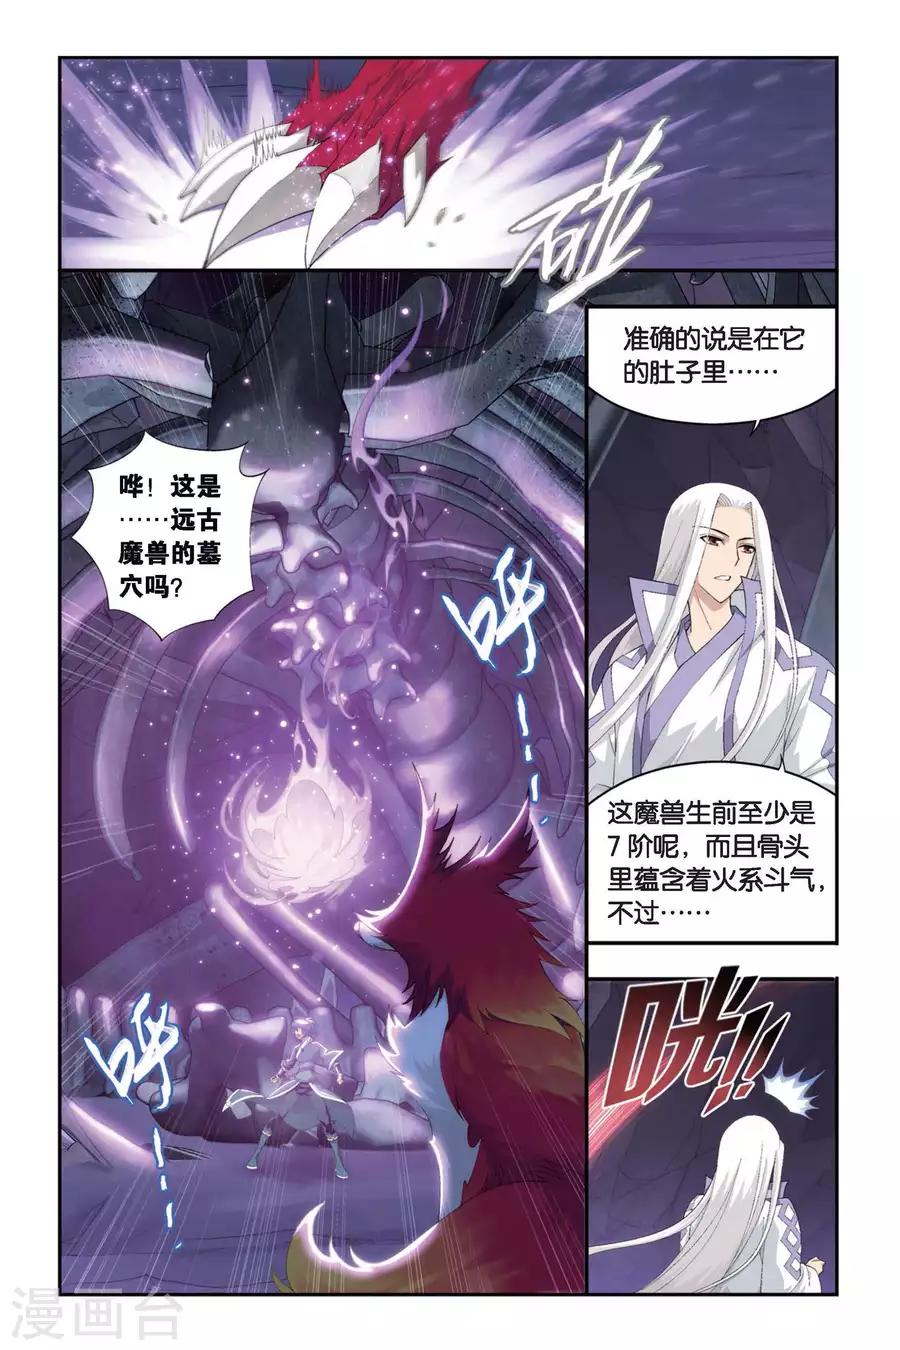 碰
哗！这是
……远古
魔兽的墓
穴吗？
呼…
呼…
准确的说是在它
的肚子里……
这魔兽生前至少是
7阶呢，而且骨头
里蕴含着火系斗气，
不过……
咣!!
漫画台